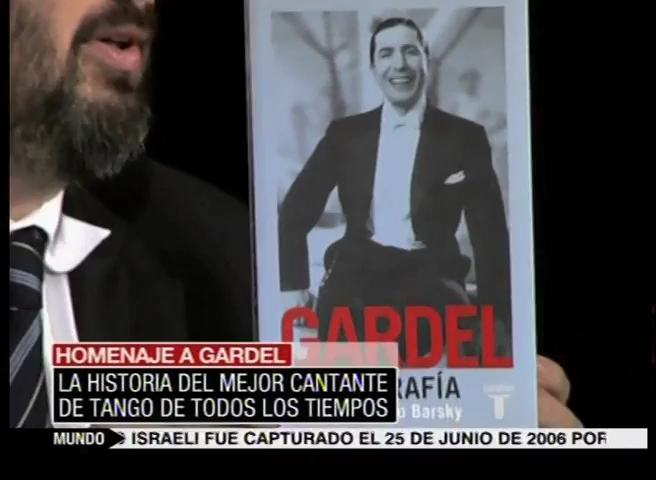 GARDEL
RAFÍA
Barsky
HOMENAJE A GARDEL
LA HISTORIA DEL MEJOR CANTANTE
DE TANGO DE TODOS LOS TIEMPOS
MUNDO ISRAELI FUE CAPTURADO EL 25 DE JUNIO DE 2006 POR